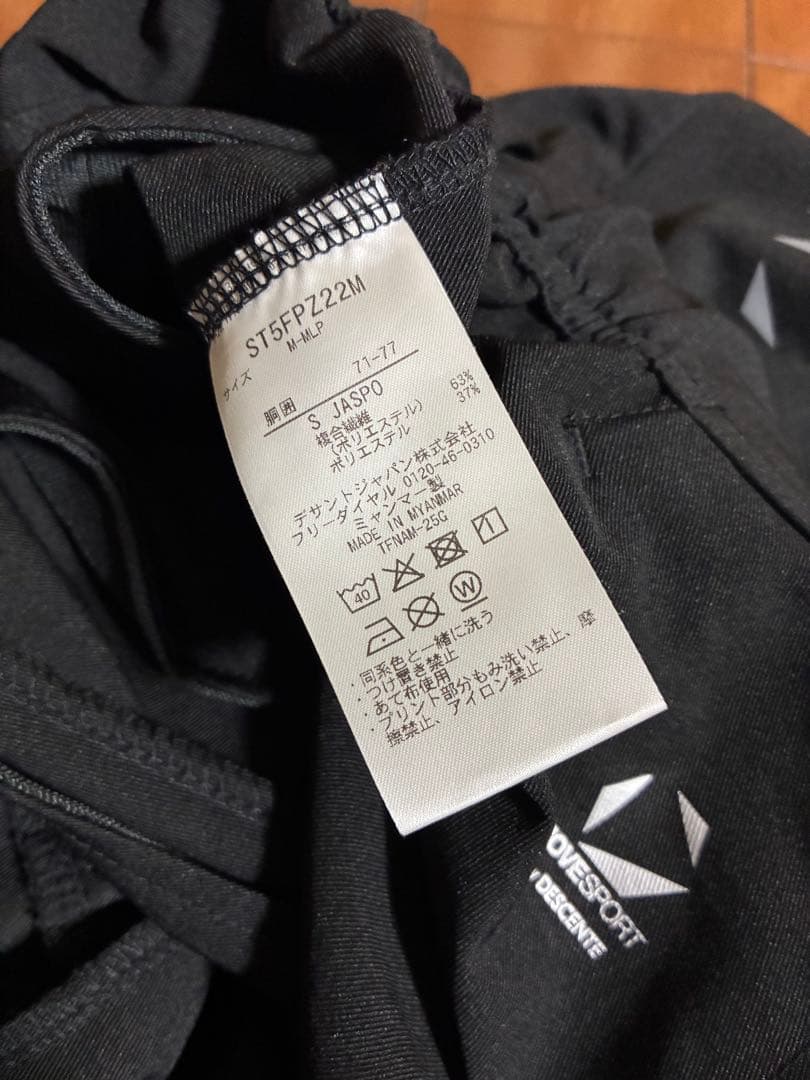 ST5FPZ22M
M-MLP
サイズ
胴囲 71-77
S JASPO
複合繊維 63%
(ポリエステル) 37%
ポリエステル
デサントジャパン株式会社
フリーダイヤル 0120-46-0310
ミャンマー製
MADE IN MYANMAR
TFNAM-25G
40
W
・同系色と一緒に洗う
・つけ置き禁止
・あて布使用
・プリント部分もみ洗い禁止、摩
擦禁止、アイロン禁止
OVESPORT
DESCENTE